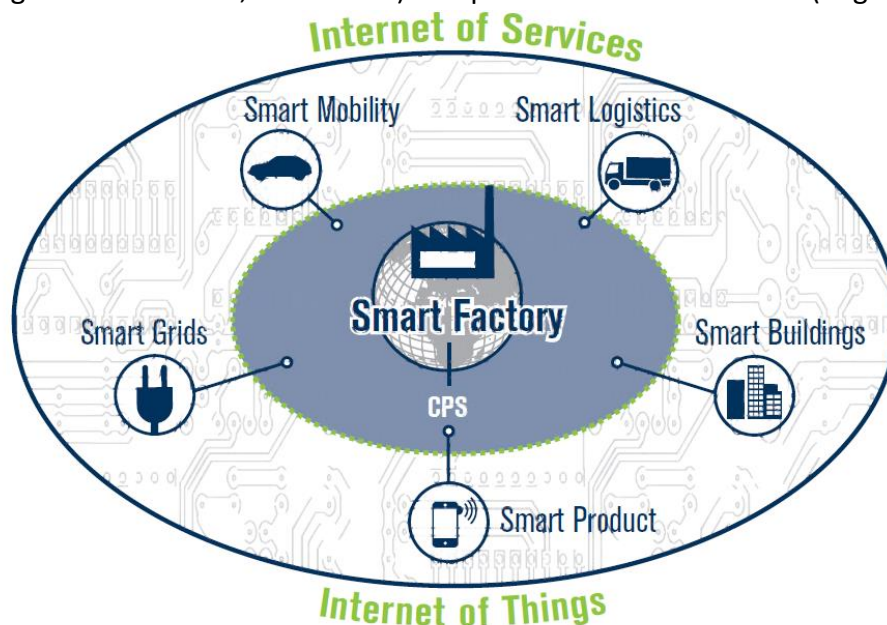 Internet of Services
Smart Mobility
Smart Logistics
Smart Factory
Smart Grids
Smart Buildings
CPS
Smart Product
Internet of Things